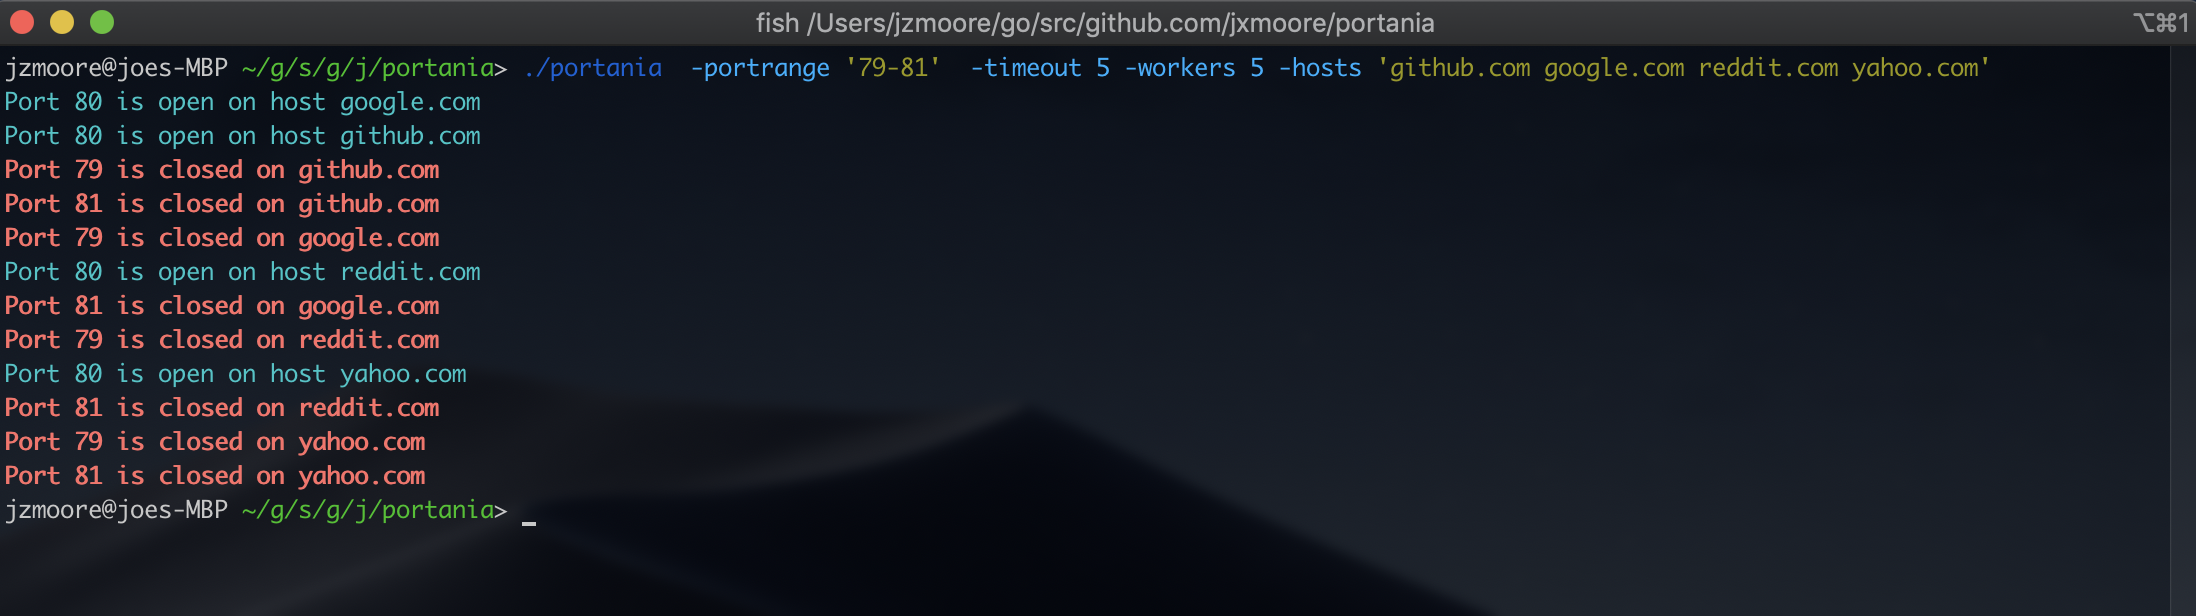 fish /Users/jzmoore/go/src/github.com/jxmoore/portania ⌥⌘1
jzmoore@joes-MBP ~/g/s/g/j/portania> ./portania  -portrange '79-81'  -timeout 5 -workers 5 -hosts 'github.com google.com reddit.com yahoo.com'
Port 80 is open on host google.com
Port 80 is open on host github.com
Port 79 is closed on github.com
Port 81 is closed on github.com
Port 79 is closed on google.com
Port 80 is open on host reddit.com
Port 81 is closed on google.com
Port 79 is closed on reddit.com
Port 80 is open on host yahoo.com
Port 81 is closed on reddit.com
Port 79 is closed on yahoo.com
Port 81 is closed on yahoo.com
jzmoore@joes-MBP ~/g/s/g/j/portania> _